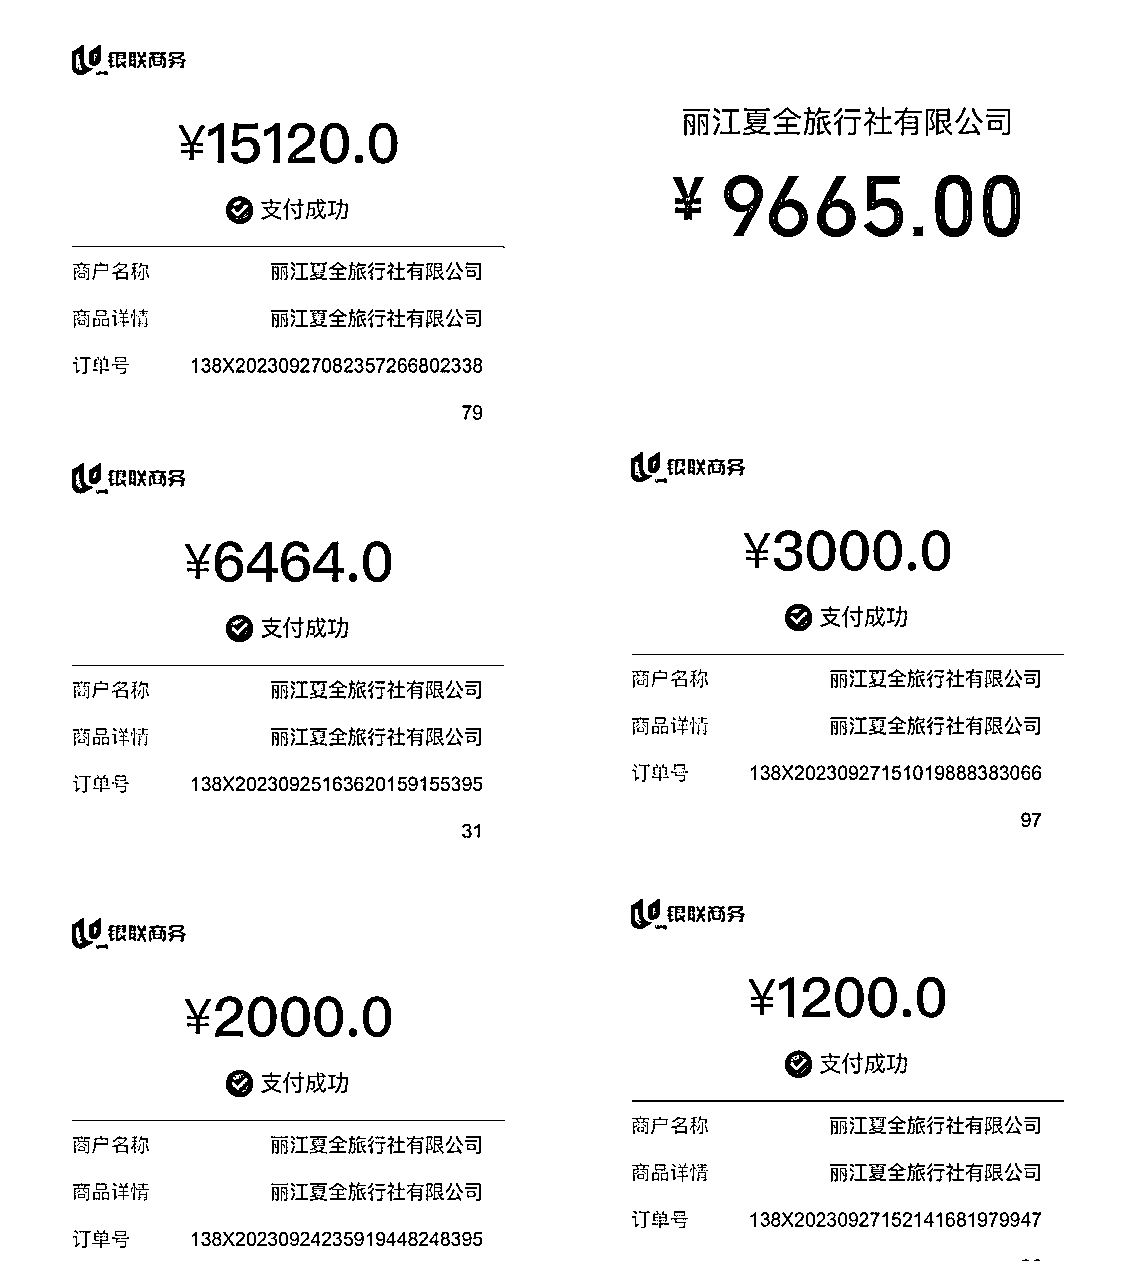 银联商务
¥15120.0
支付成功
商户名称 丽江夏全旅行社有限公司
商品详情 丽江夏全旅行社有限公司
订单号 138X20230927082357266802338
79
丽江夏全旅行社有限公司
¥ 9665.00
银联商务
¥6464.0
支付成功
商户名称 丽江夏全旅行社有限公司
商品详情 丽江夏全旅行社有限公司
订单号 138X20230925163620159155395
31
银联商务
¥3000.0
支付成功
商户名称 丽江夏全旅行社有限公司
商品详情 丽江夏全旅行社有限公司
订单号 138X20230927151019888383066
97
银联商务
¥2000.0
支付成功
商户名称 丽江夏全旅行社有限公司
商品详情 丽江夏全旅行社有限公司
订单号 138X20230924235919448248395
银联商务
¥1200.0
支付成功
商户名称 丽江夏全旅行社有限公司
商品详情 丽江夏全旅行社有限公司
订单号 138X20230927152141681979947